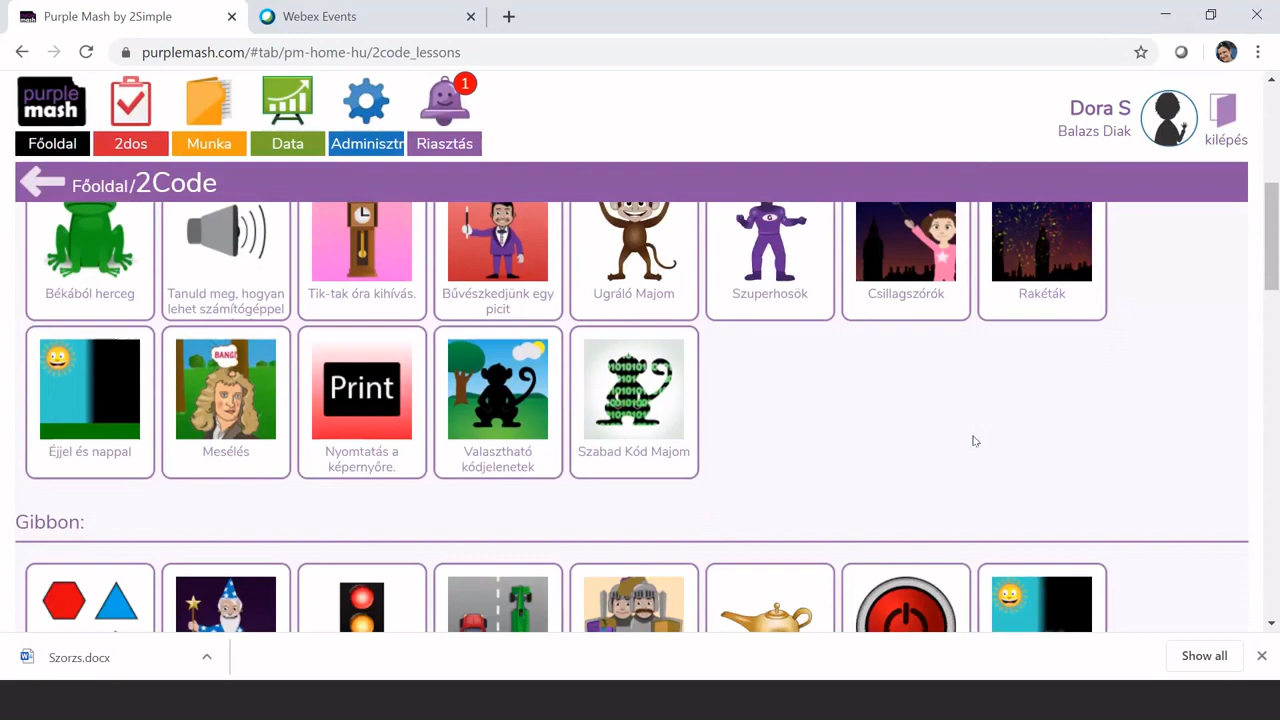 Purple Mash by 2Simple
Webex Events
purplemash.com/#tab/pm-home-hu/2code_lessons
purple mash
1
Főoldal
2dos
Munka
Data
Adminisztr
Riasztás
Dora S
Balazs Diak
kilépés
Főoldal/2Code
Békából herceg
Tanuld meg, hogyan
lehet számítógéppel
Tik-tak óra kihívás.
Bűvészkedjünk egy
picit
Ugráló Majom
Szuperhosök
Csillagszórók
Rakéták
BANG!
Print
Éjjel és nappal
Mesélés
Nyomtatás a
képernyőre.
Valasztható
kódjelenetek
Szabad Kód Majom
Gibbon:
Szorzs.docx
Show all